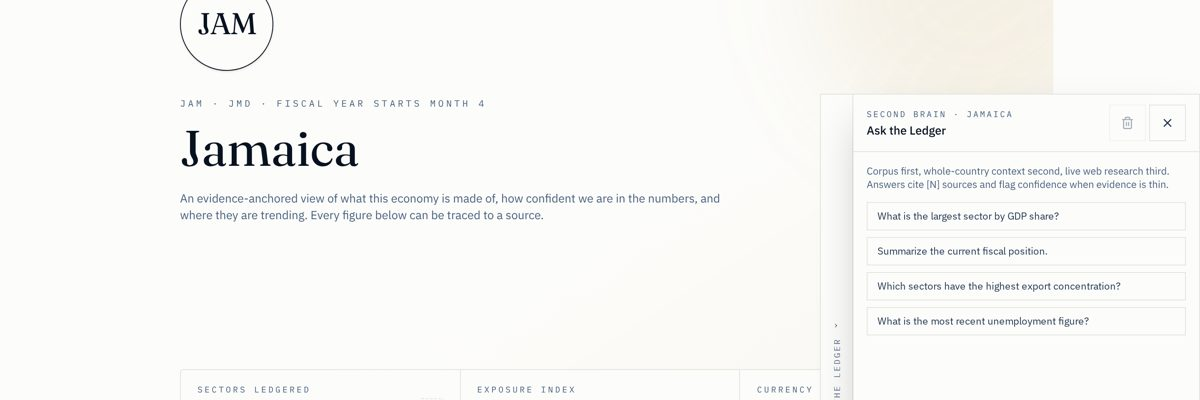 JAM
JAM · JMD · FISCAL YEAR STARTS MONTH 4
Jamaica
An evidence-anchored view of what this economy is made of, how confident we are in the numbers, and
where they are trending. Every figure below can be traced to a source.
SECTORS LEDGERED
EXPOSURE INDEX
CURRENCY
HE LEDGER
SECOND BRAIN · JAMAICA
Ask the Ledger
Corpus first, whole-country context second, live web research third.
Answers cite [N] sources and flag confidence when evidence is thin.
What is the largest sector by GDP share?
Summarize the current fiscal position.
Which sectors have the highest export concentration?
What is the most recent unemployment figure?